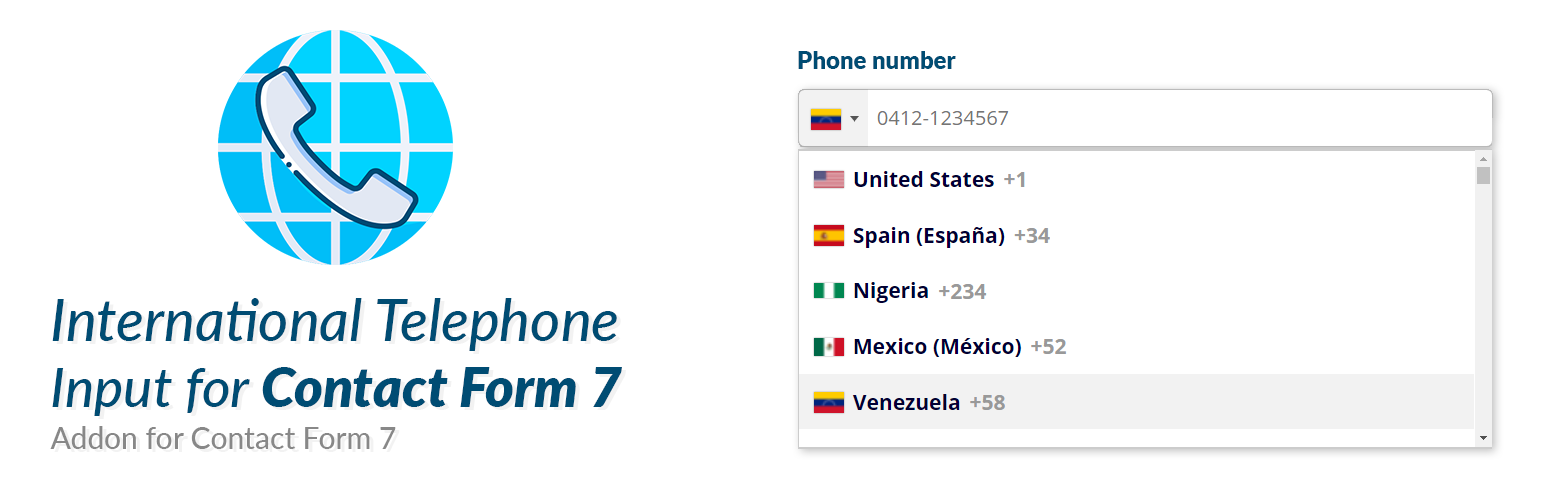 International Telephone
Input for Contact Form 7
Addon for Contact Form 7
Phone number
0412-1234567
United States +1
Spain (España) +34
Nigeria +234
Mexico (México) +52
Venezuela +58